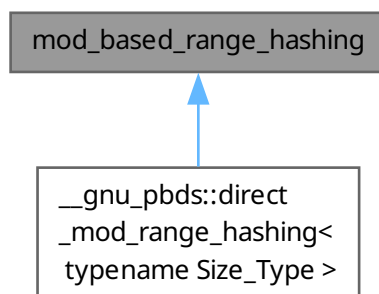 mod_based_range_hashing
__gnu_pbds::direct
_mod_range_hashing<
typename Size_Type >